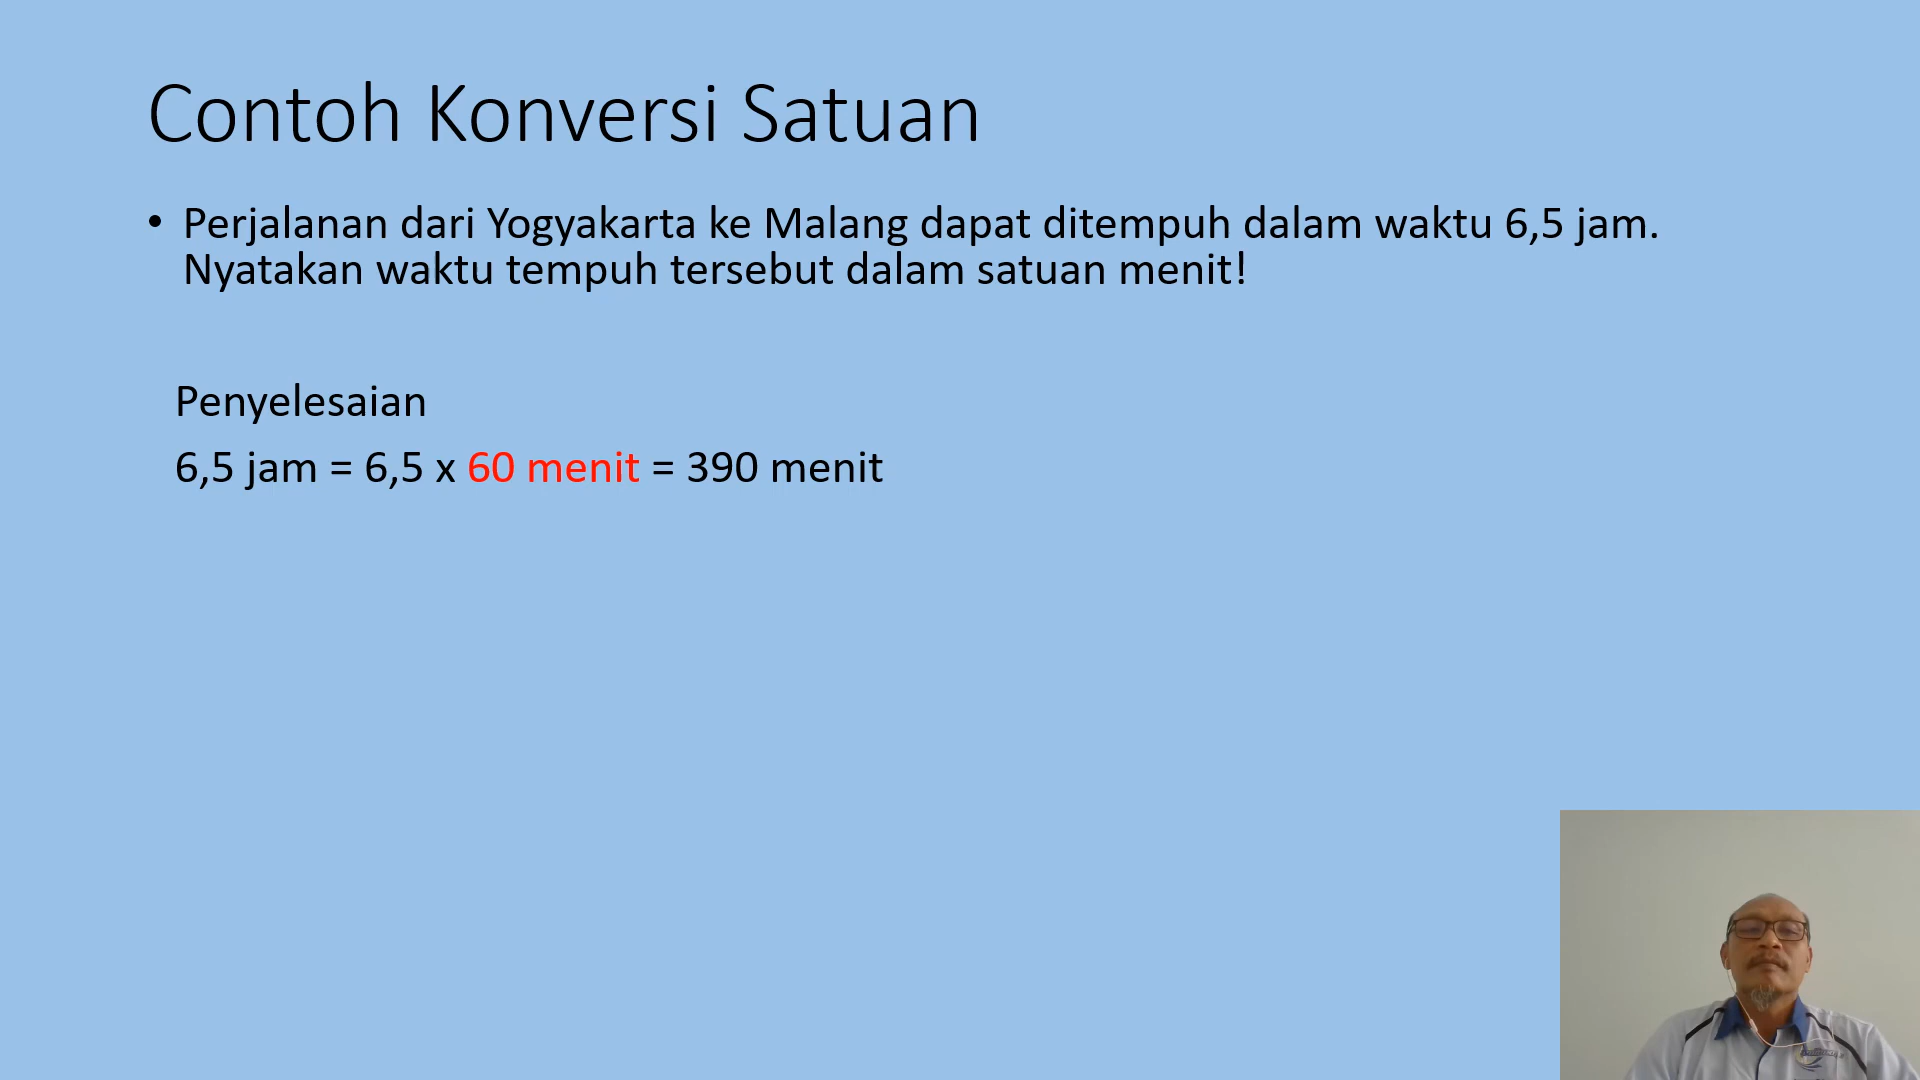 Contoh Konversi Satuan
• Perjalanan dari Yogyakarta ke Malang dapat ditempuh dalam waktu 6,5 jam.
Nyatakan waktu tempuh tersebut dalam satuan menit!
Penyelesaian
6,5 jam = 6,5 x 60 menit = 390 menit